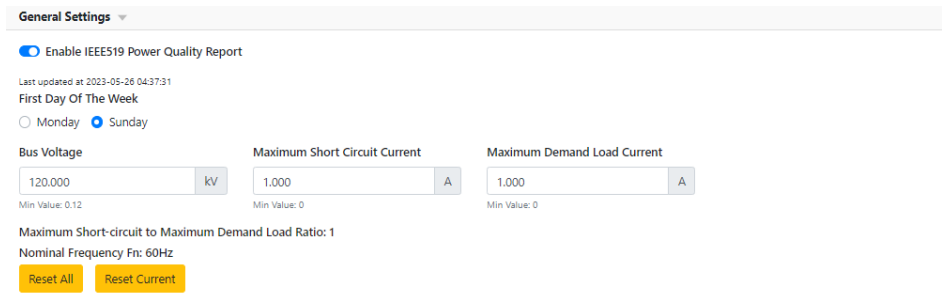 General Settings
Enable IEEE519 Power Quality Report
Last updated at 2023-05-26 04:37:31
First Day Of The Week
Monday Sunday
Bus Voltage Maximum Short Circuit Current Maximum Demand Load Current
120.000 kV 1.000 A 1.000 A
Min Value: 0.12 Min Value: 0 Min Value: 0
Maximum Short-circuit to Maximum Demand Load Ratio: 1
Nominal Frequency Fn: 60Hz
Reset All Reset Current